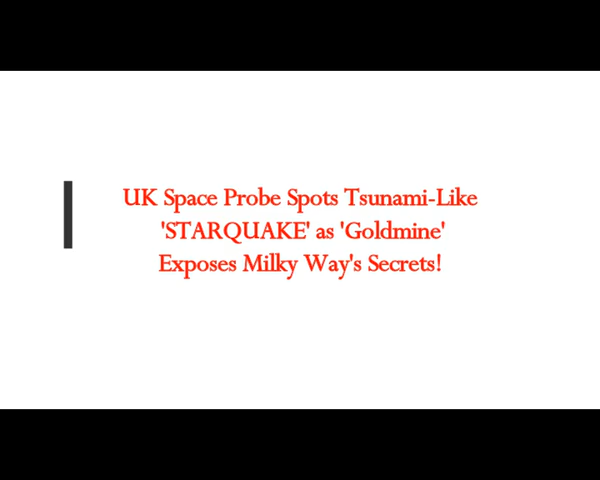 UK Space Probe Spots Tsunami-Like
'STARQUAKE' as 'Goldmine'
Exposes Milky Way's Secrets!